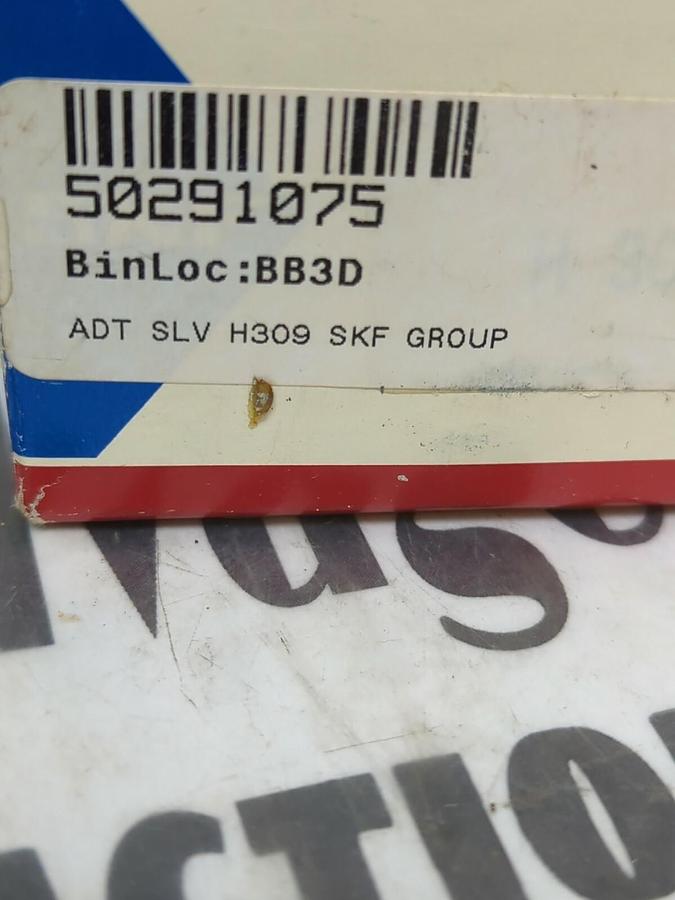 50291075
BinLoc:BB3D
ADT SLV H309 SKF GROUP